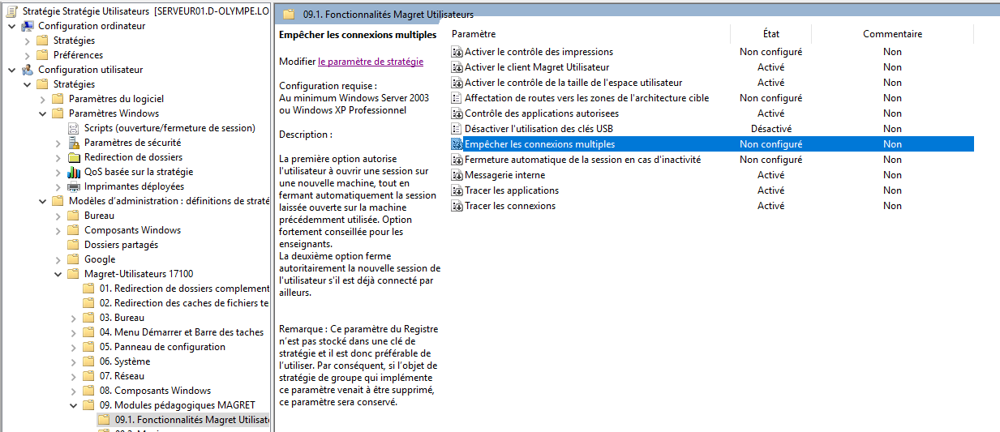 Stratégie Stratégie Utilisateurs [SERVEUR01.D-OLYMPE.LO
Configuration ordinateur
Stratégies
Préférences
Configuration utilisateur
Stratégies
Paramètres du logiciel
Paramètres Windows
Scripts (ouverture/fermeture de session)
Paramètres de sécurité
Redirection de dossiers
QoS basée sur la stratégie
Imprimantes déployées
Modèles d'administration : définitions de straté
Bureau
Composants Windows
Dossiers partagés
Google
Magret-Utilisateurs 17100
01. Redirection de dossiers complement
02. Redirection des caches de fichiers te
03. Bureau
04. Menu Démarrer et Barre des taches
05. Panneau de configuration
06. Système
07. Réseau
08. Composants Windows
09. Modules pédagogiques MAGRET
09.1. Fonctionnalités Magret Utilisate
09.1. Fonctionnalités Magret Utilisateurs
Empêcher les connexions multiples
Modifier le paramètre de stratégie
Configuration requise :
Au minimum Windows Server 2003
ou Windows XP Professionnel
Description :
La première option autorise
l'utilisateur à ouvrir une session sur
une nouvelle machine, tout en
fermant automatiquement la session
laissée ouverte sur la machine
précédemment utilisée. Option
fortement conseillée pour les
enseignants.
La deuxième option ferme
autoritairement la nouvelle session de
l'utilisateur s'il est déjà connecté par
ailleurs.
Remarque : Ce paramètre du Registre
n'est pas stocké dans une clé de
stratégie et il est donc préférable de
l'utiliser. Par conséquent, si l'objet de
stratégie de groupe qui implémente
ce paramètre venait à être supprimé,
ce paramètre sera conservé.
Paramètre État Commentaire
Activer le contrôle des impressions Non configuré Non
Activer le client Magret Utilisateur Activé Non
Activer le contrôle de la taille de l'espace utilisateur Activé Non
Affectation de routes vers les zones de l'architecture cible Non configuré Non
Contrôle des applications autorisees Activé Non
Désactiver l'utilisation des clés USB Désactivé Non
Empêcher les connexions multiples Non configuré Non
Fermeture automatique de la session en cas d'inactivité Non configuré Non
Messagerie interne Activé Non
Tracer les applications Activé Non
Tracer les connexions Activé Non